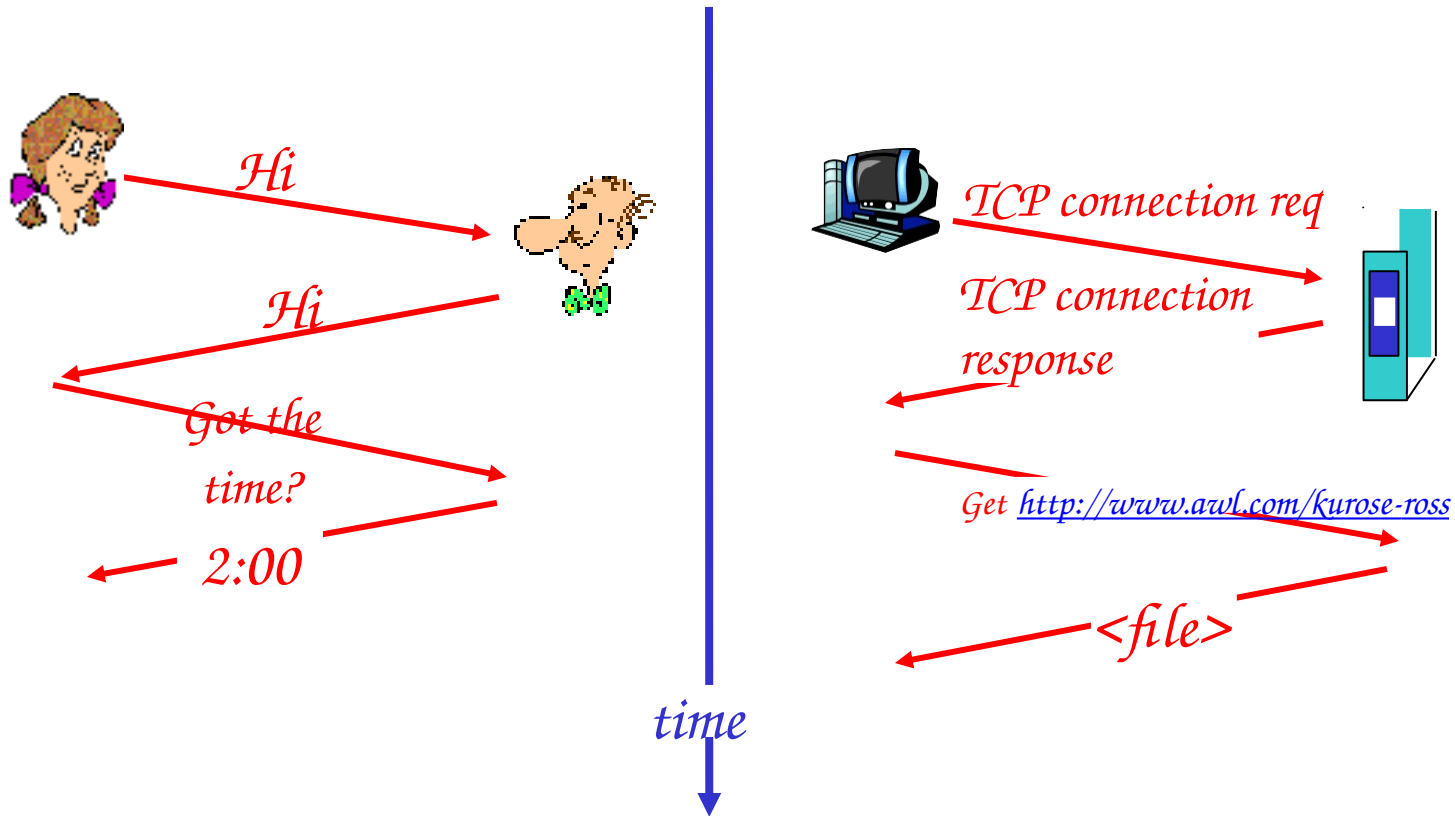 Hi
Hi
Got the
time?
2:00
TCP connection req
TCP connection
response
Get http://www.awl.com/kurose-ross
<file>
time